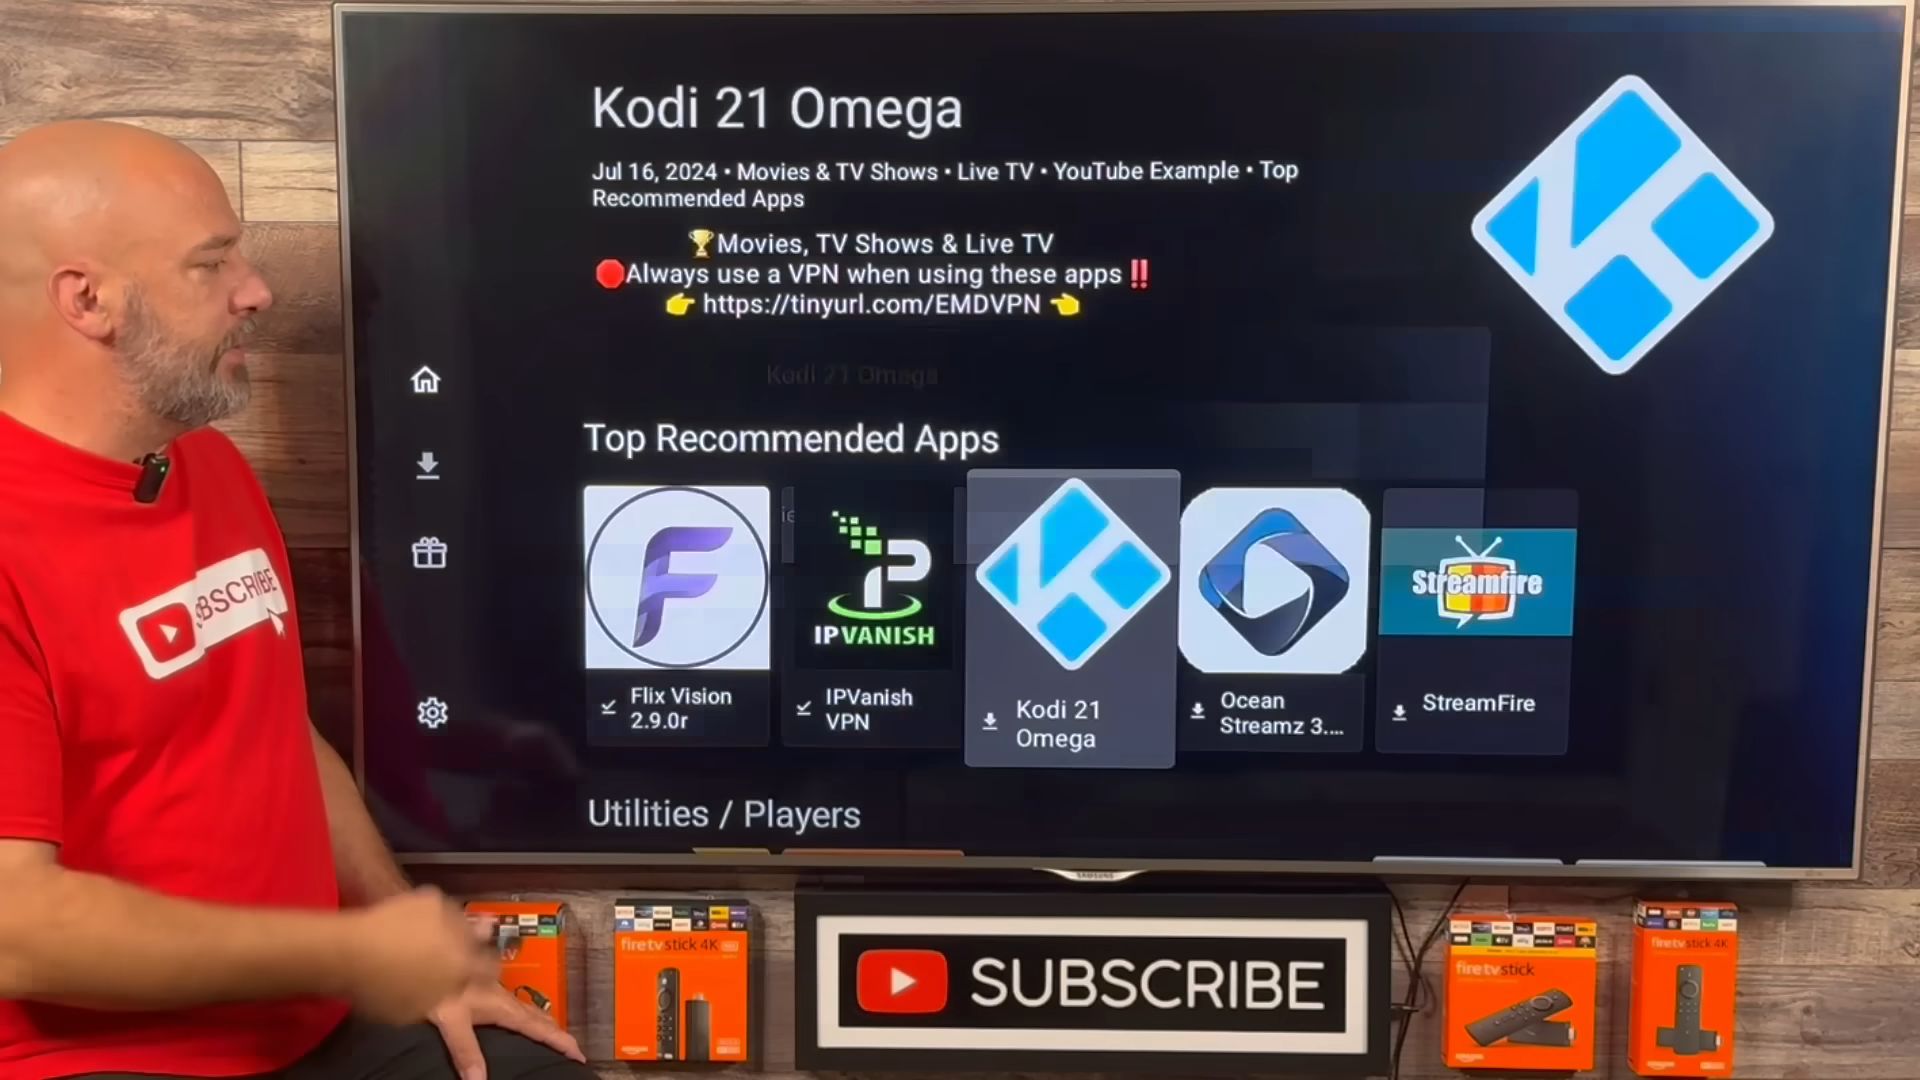 Kodi 21 Omega
Jul 16, 2024 • Movies & TV Shows • Live TV • YouTube Example • Top
Recommended Apps
🏆Movies, TV Shows & Live TV
🛑Always use a VPN when using these apps‼️
👉 https://tinyurl.com/EMDVPN 👈
Kodi 21 Omega
Top Recommended Apps
IPVANISH
Streamfire
Flix Vision
2.9.0r
IPVanish
VPN
Kodi 21
Omega
Ocean
Streamz 3....
StreamFire
Utilities / Players
SAMSUNG
SUBSCRIBE
SUBSCRIBE
fire tv stick 4K
fire tv stick
fire tv stick 4K